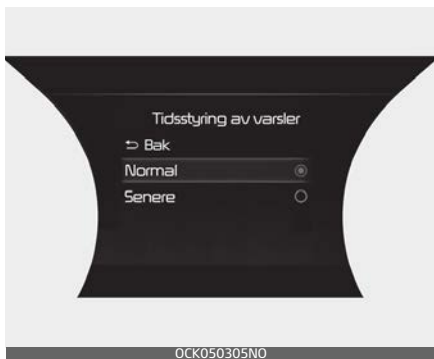 Tidsstyring av varsler
⮌ Bak
Normal
Senere
OCK050305NO